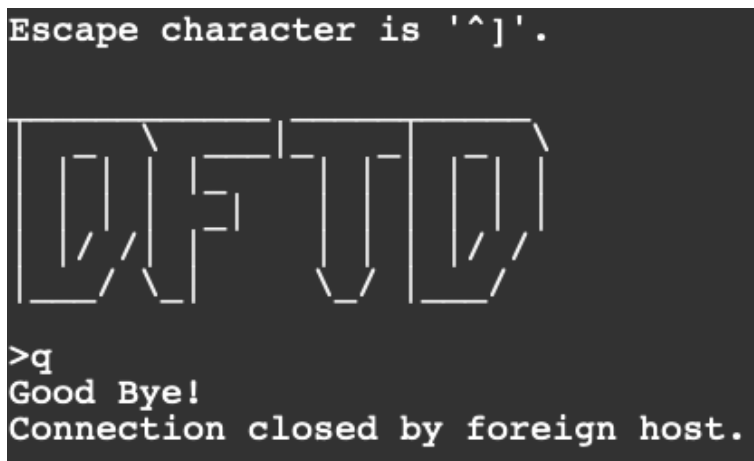 Escape character is '^]'.
DFTD
>q
Good Bye!
Connection closed by foreign host.